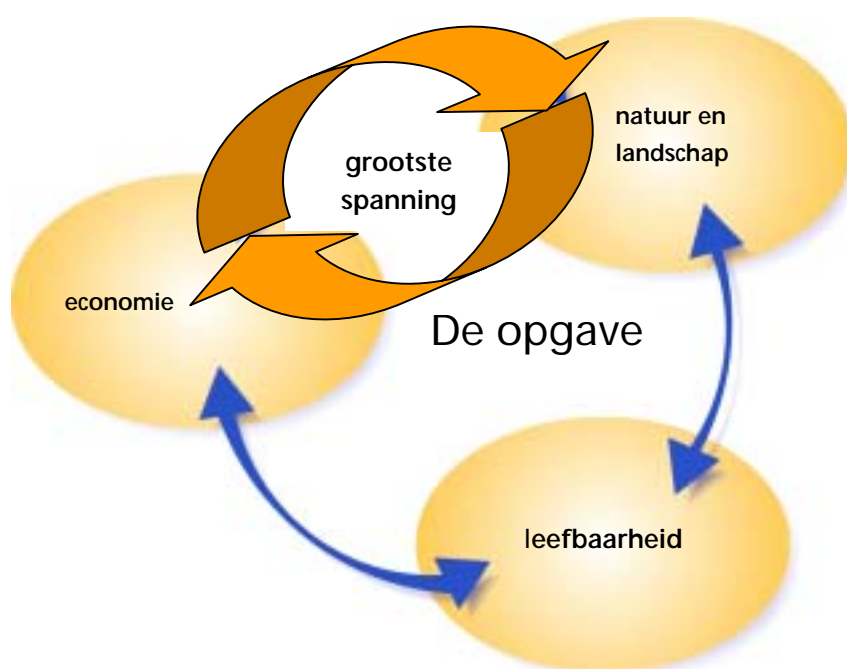 natuur en
landschap
grootste
spanning
economie
De opgave
leefbaarheid